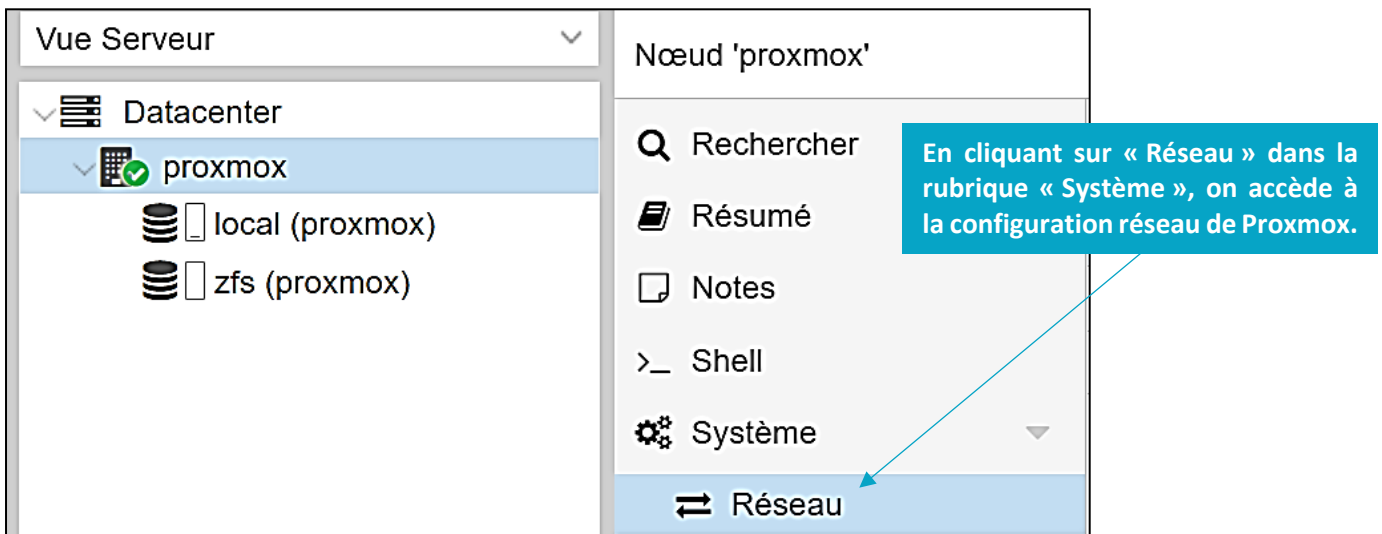 Vue Serveur
Datacenter
proxmox
local (proxmox)
zfs (proxmox)
Nœud 'proxmox'
Rechercher
Résumé
Notes
>_ Shell
Système
Réseau
En cliquant sur « Réseau » dans la
rubrique « Système », on accède à
la configuration réseau de Proxmox.